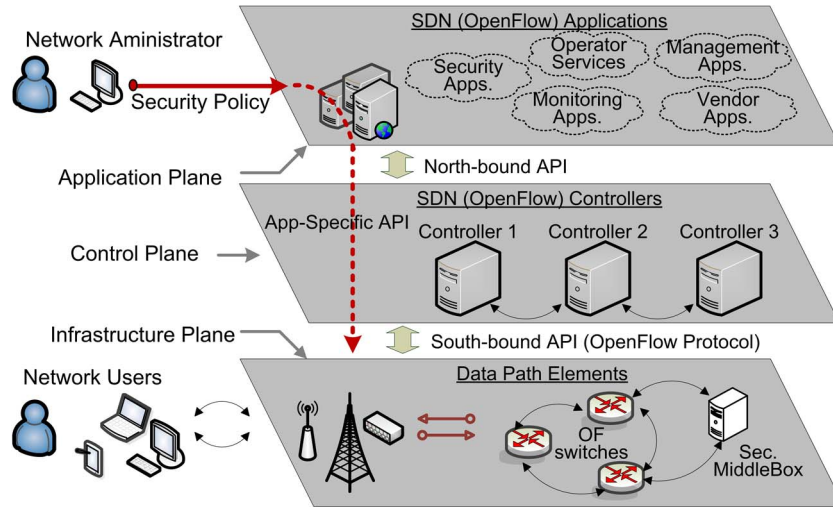 SDN (OpenFlow) Applications
Network Aministrator
Security Policy
Security
Apps.
Operator
Services
Management
Apps.
Monitoring
Apps.
Vendor
Apps.
Application Plane
North-bound API
SDN (OpenFlow) Controllers
App-Specific API
Controller 1
Controller 2
Controller 3
Control Plane
Infrastructure Plane
South-bound API (OpenFlow Protocol)
Network Users
Data Path Elements
OF
switches
Sec.
MiddleBox